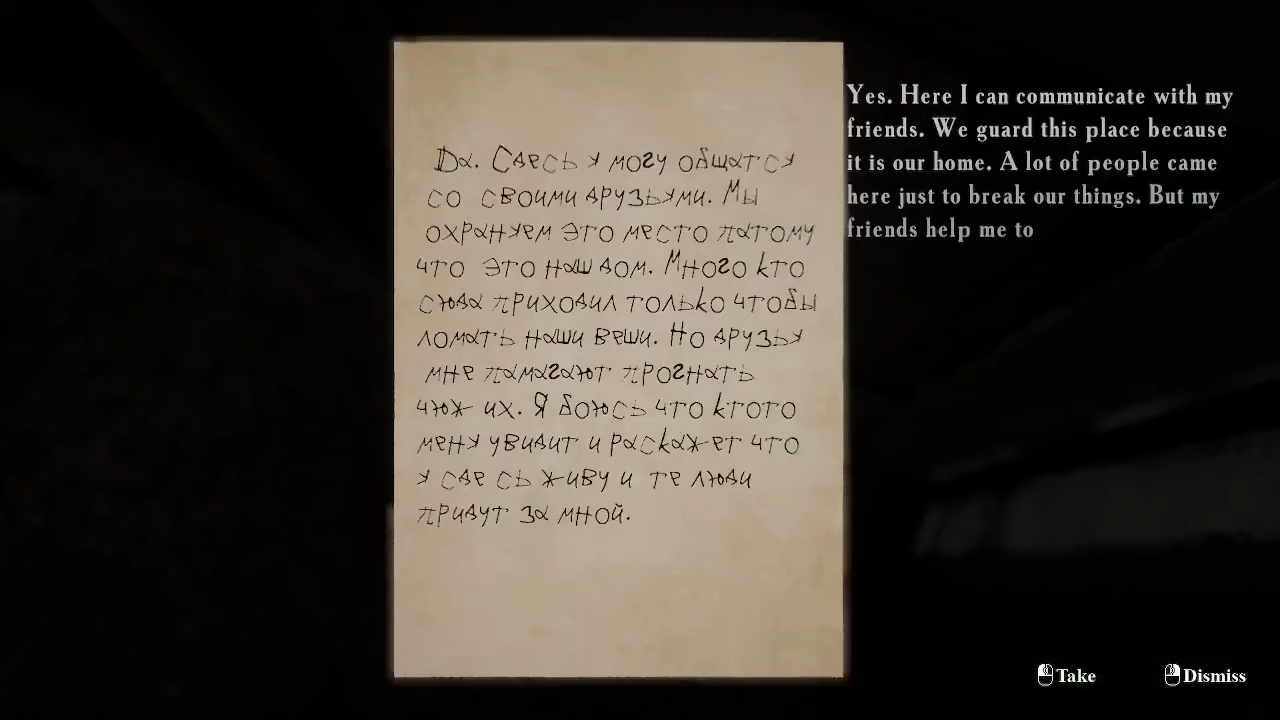 Да. Сдесь я могу общатся
со своими друзьями. Мы
охраняем это место патому
что это наш дом. Много кто
сюда приходил только чтобы
ломать наши веши. Но друзья
мне памагают прогнать
чюж их. Я боюсь что ктото
меня увидит и раскажет что
я сде сь живу и те люди
придут за мной.
Yes. Here I can communicate with my
friends. We guard this place because
it is our home. A lot of people came
here just to break our things. But my
friends help me to
Take
Dismiss